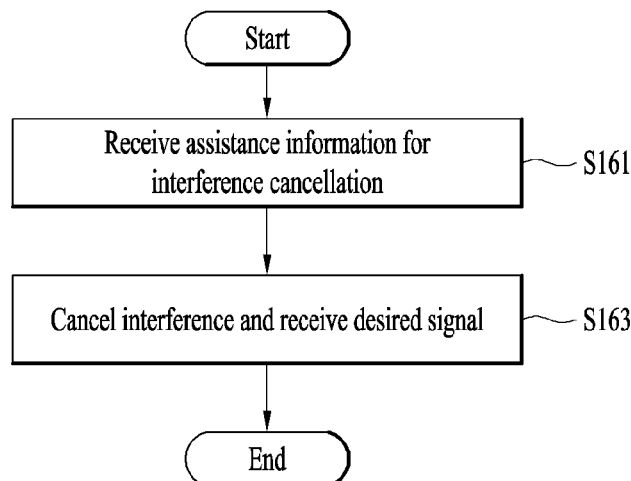 Start
Receive assistance information for
interference cancellation
S161
Cancel interference and receive desired signal
S163
End